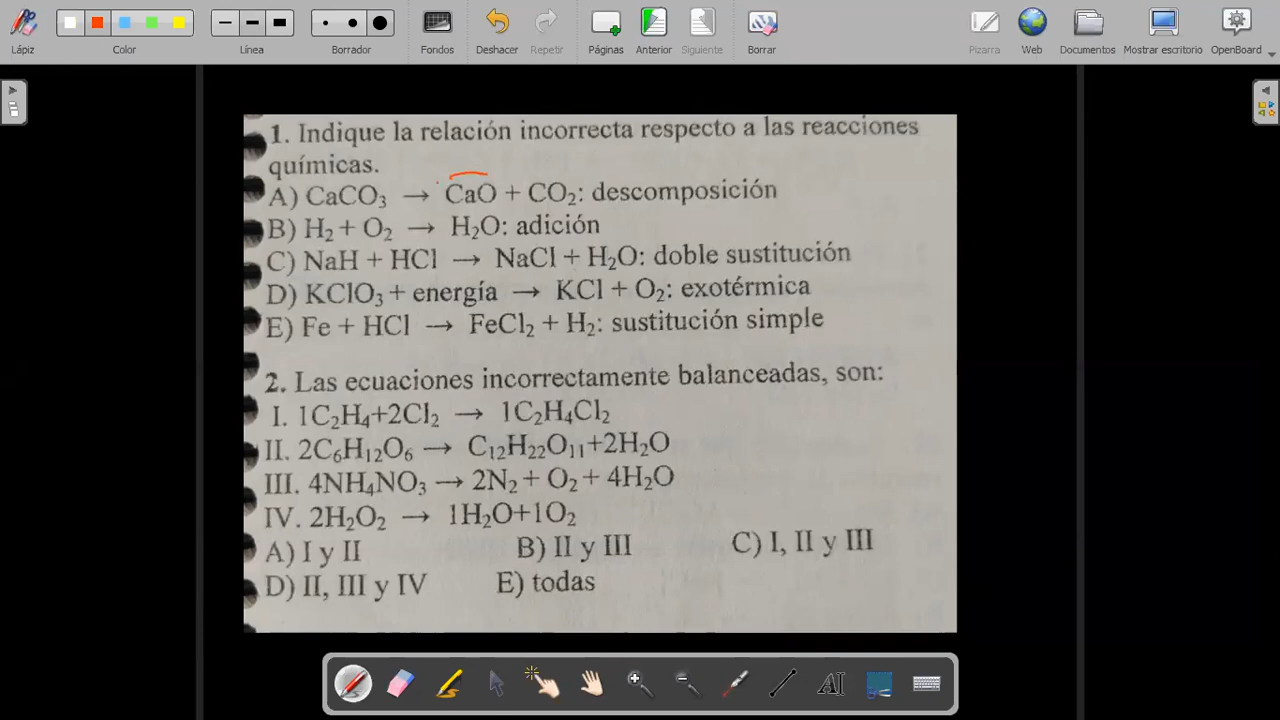 Lápiz Color Línea Borrador Fondos Deshacer Repetir Páginas Anterior Siguiente Borrar Pizarra Web Documentos Mostrar escritorio OpenBoard
1. Indique la relación incorrecta respecto a las reacciones
químicas.
A) CaCO₃ → CaO + CO₂: descomposición
B) H₂ + O₂ → H₂O: adición
C) NaH + HCl → NaCl + H₂O: doble sustitución
D) KClO₃ + energía → KCl + O₂: exotérmica
E) Fe + HCl → FeCl₂ + H₂: sustitución simple
2. Las ecuaciones incorrectamente balanceadas, son:
I. 1C₂H₄+2Cl₂ → 1C₂H₄Cl₂
II. 2C₆H₁₂O₆ → C₁₂H₂₂O₁₁+2H₂O
III. 4NH₄NO₃ → 2N₂ + O₂ + 4H₂O
IV. 2H₂O₂ → 1H₂O+1O₂
A) I y II B) II y III C) I, II y III
D) II, III y IV E) todas
AI